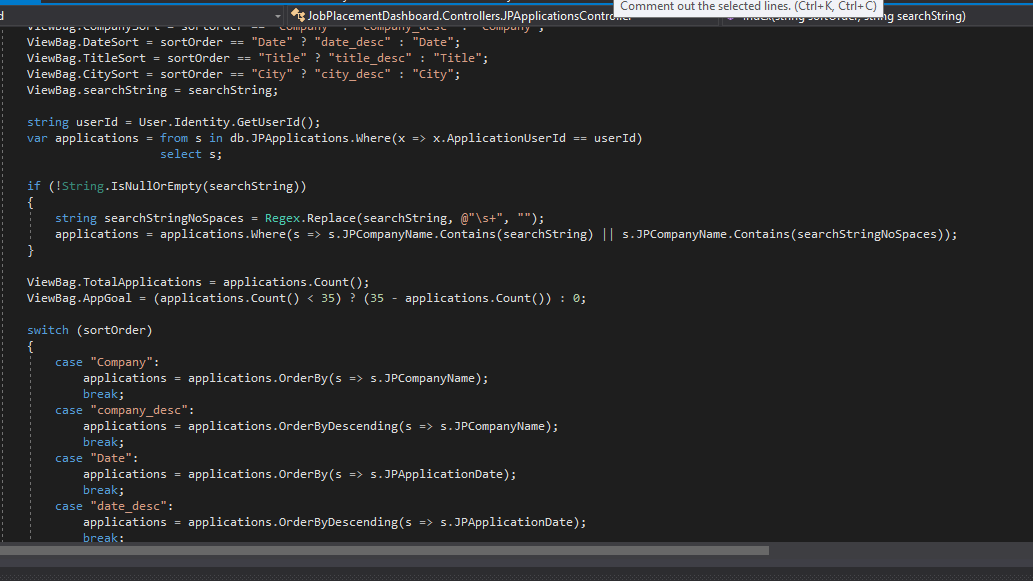 Comment out the selected lines. (Ctrl+K, Ctrl+C)
d JobPlacementDashboard.Controllers.JPApplicationsController Index(string sortOrder, string searchString)
ViewBag.CompanySort = sortOrder == "Company" ? "company_desc" : "Company";
ViewBag.DateSort = sortOrder == "Date" ? "date_desc" : "Date";
ViewBag.TitleSort = sortOrder == "Title" ? "title_desc" : "Title";
ViewBag.CitySort = sortOrder == "City" ? "city_desc" : "City";
ViewBag.searchString = searchString;
string userId = User.Identity.GetUserId();
var applications = from s in db.JPApplications.Where(x => x.ApplicationUserId == userId)
select s;
if (!String.IsNullOrEmpty(searchString))
{
string searchStringNoSpaces = Regex.Replace(searchString, @"\s+", "");
applications = applications.Where(s => s.JPCompanyName.Contains(searchString) || s.JPCompanyName.Contains(searchStringNoSpaces));
}
ViewBag.TotalApplications = applications.Count();
ViewBag.AppGoal = (applications.Count() < 35) ? (35 - applications.Count()) : 0;
switch (sortOrder)
{
case "Company":
applications = applications.OrderBy(s => s.JPCompanyName);
break;
case "company_desc":
applications = applications.OrderByDescending(s => s.JPCompanyName);
break;
case "Date":
applications = applications.OrderBy(s => s.JPApplicationDate);
break;
case "date_desc":
applications = applications.OrderByDescending(s => s.JPApplicationDate);
break;